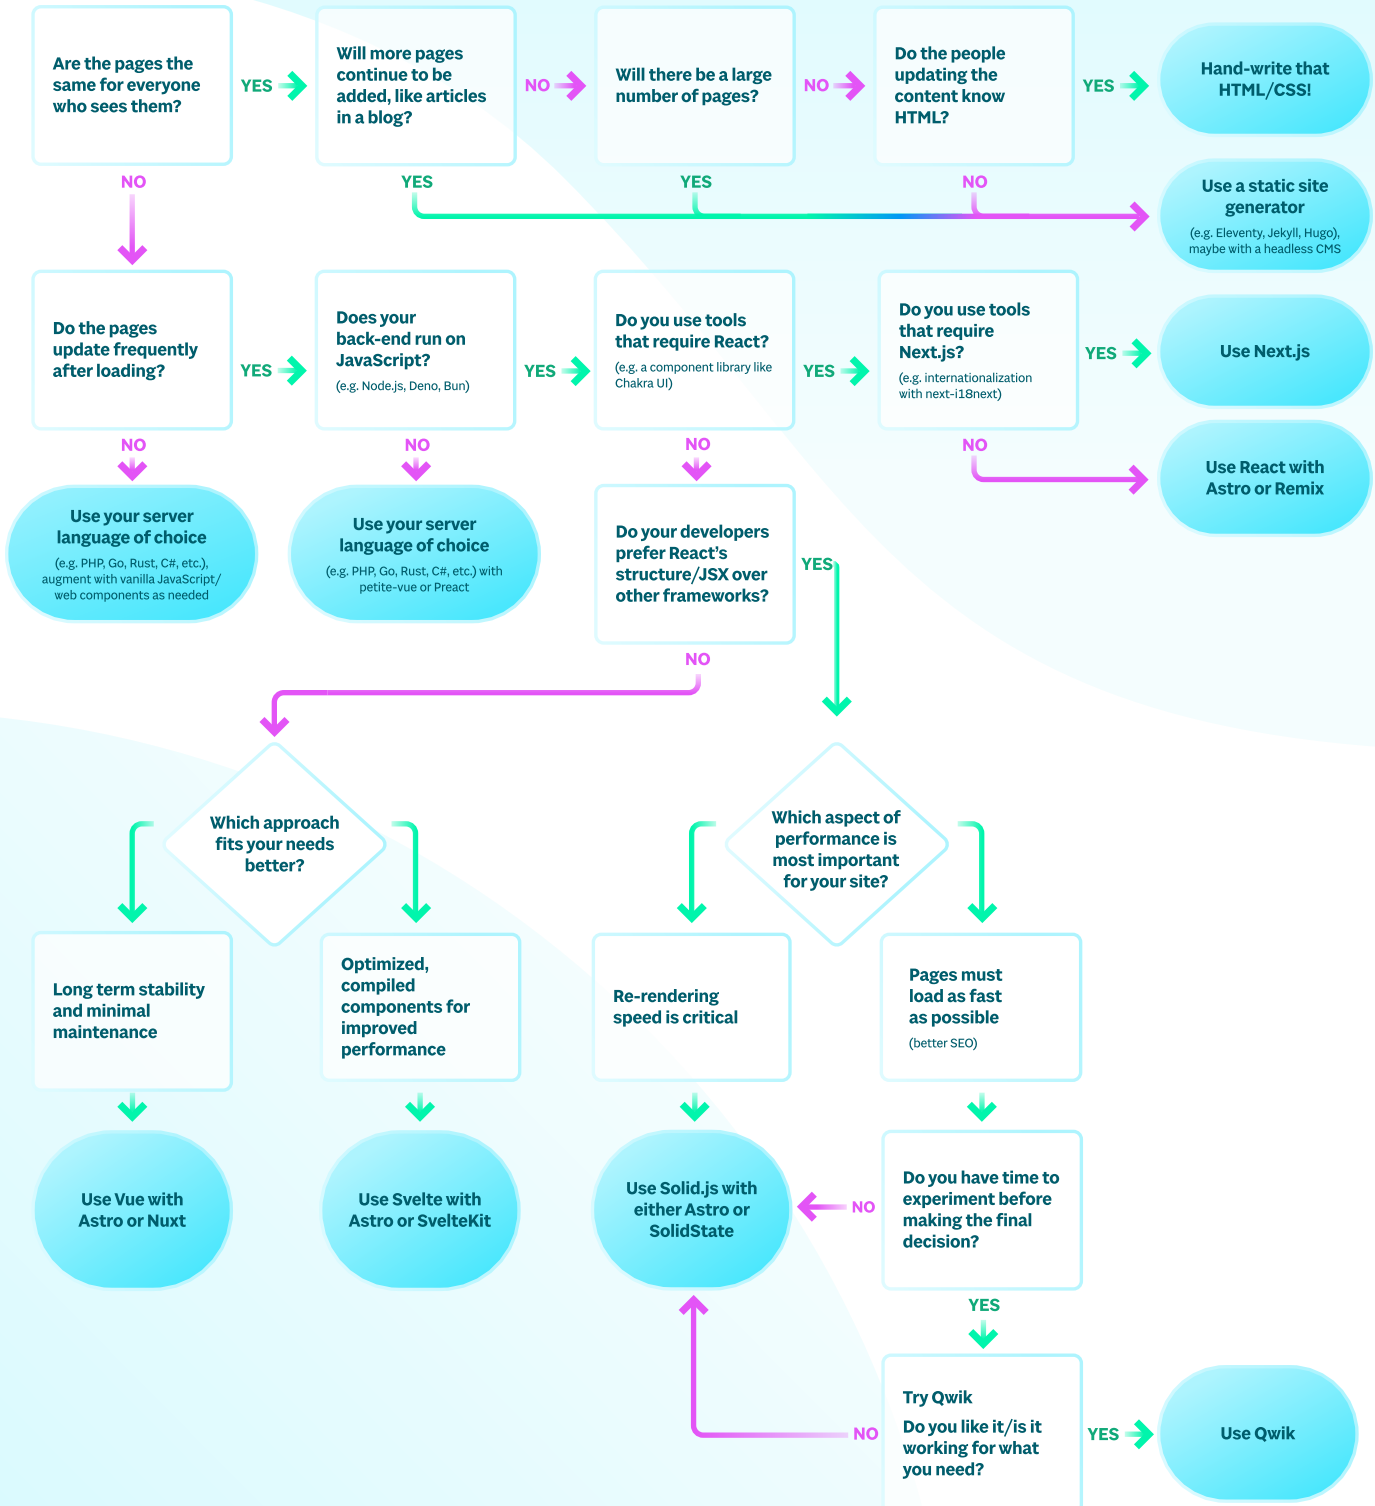 Are the pages the
same for everyone
who sees them?
YES
Will more pages
continue to be
added, like articles
in a blog?
NO
Will there be a large
number of pages?
NO
Do the people
updating the
content know
HTML?
YES
Hand-write that
HTML/CSS!
NO
YES
YES
NO
Use a static site
generator
(e.g. Eleventy, Jekyll, Hugo),
maybe with a headless CMS
Do the pages
update frequently
after loading?
YES
Does your
back-end run on
JavaScript?
(e.g. Node.js, Deno, Bun)
YES
Do you use tools
that require React?
(e.g. a component library like
Chakra UI)
YES
Do you use tools
that require
Next.js?
(e.g. internationalization
with next-i18next)
YES
Use Next.js
NO
NO
NO
NO
Use React with
Astro or Remix
Use your server
language of choice
(e.g. PHP, Go, Rust, C#, etc.),
augment with vanilla JavaScript/
web components as needed
Use your server
language of choice
(e.g. PHP, Go, Rust, C#, etc.) with
petite-vue or Preact
Do your developers
prefer React's
structure/JSX over
other frameworks?
YES
NO
Which approach
fits your needs
better?
Which aspect of
performance is
most important
for your site?
Long term stability
and minimal
maintenance
Optimized,
compiled
components for
improved
performance
Re-rendering
speed is critical
Pages must
load as fast
as possible
(better SEO)
Use Vue with
Astro or Nuxt
Use Svelte with
Astro or SvelteKit
Use Solid.js with
either Astro or
SolidState
NO
Do you have time to
experiment before
making the final
decision?
YES
Try Qwik
Do you like it/is it
working for what
you need?
NO
YES
Use Qwik